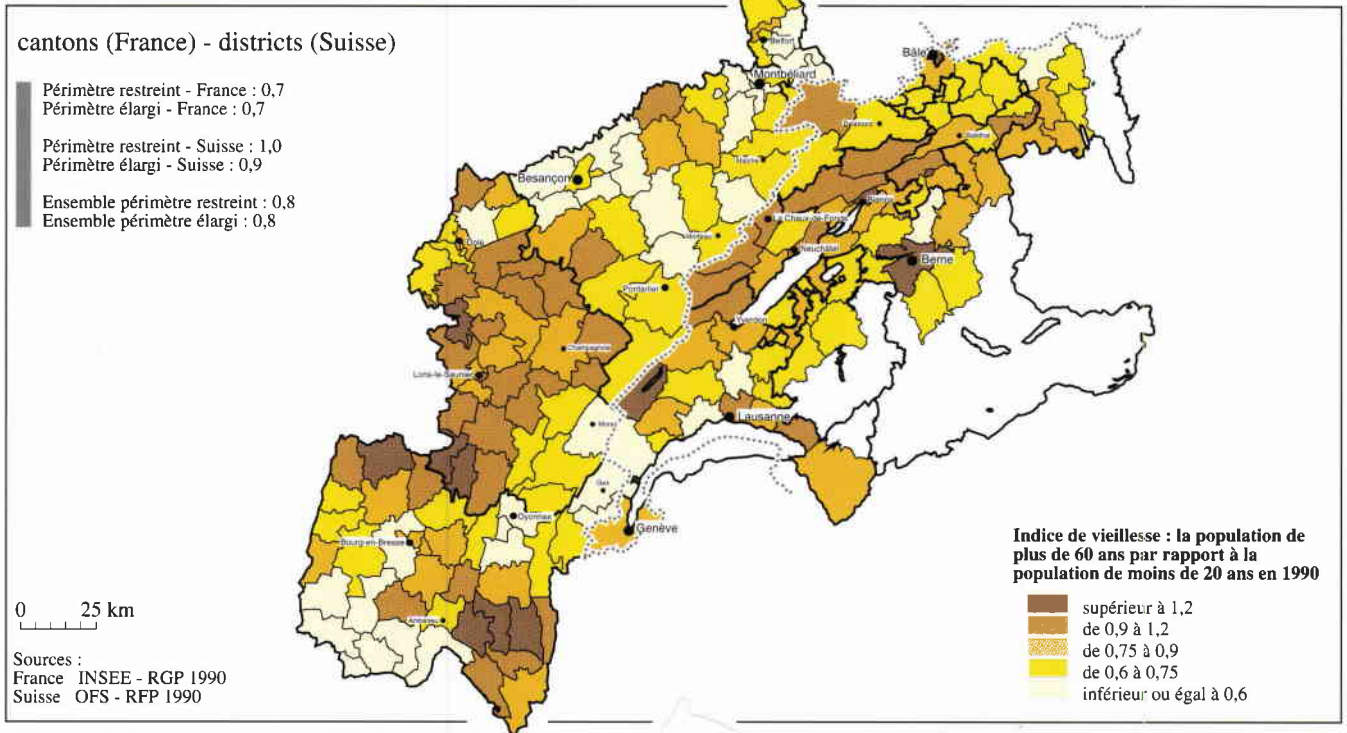 cantons (France) - districts (Suisse)
Périmètre restreint - France : 0,7
Périmètre élargi - France : 0,7
Périmètre restreint - Suisse : 1,0
Périmètre élargi - Suisse : 0,9
Ensemble périmètre restreint : 0,8
Ensemble périmètre élargi : 0,8
Belfort
Bâle
Montbéliard
Delémont
Maîche
Besançon
La Chaux-de-Fonds
Bienne
Dole
Morteau
Neuchâtel
Berne
Pontarlier
Yverdon
Champagnole
Lons-le-Saunier
Lausanne
Morez
Gex
Oyonnax
Genève
Bourg-en-Bresse
Ambérieu
Indice de vieillesse : la population de
plus de 60 ans par rapport à la
population de moins de 20 ans en 1990
supérieur à 1,2
de 0,9 à 1,2
de 0,75 à 0,9
de 0,6 à 0,75
inférieur ou égal à 0,6
0 25 km
Sources :
France INSEE - RGP 1990
Suisse OFS - RFP 1990